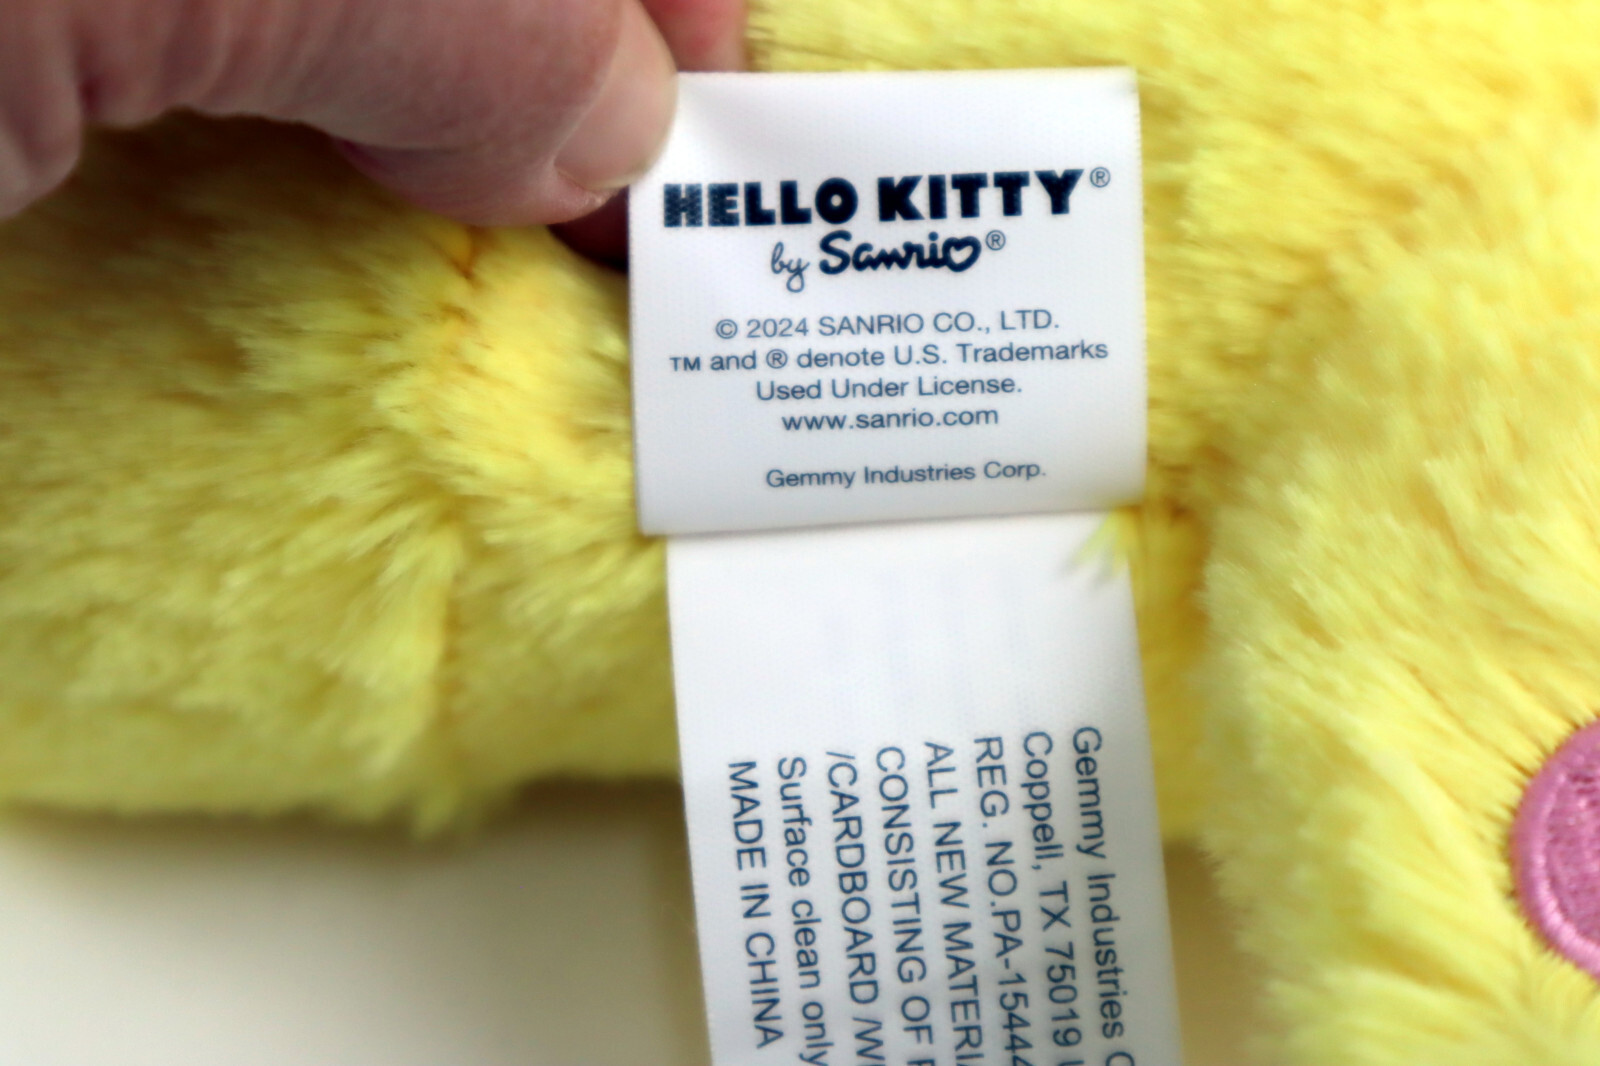 HELLO KITTY®
by Sanrio®
© 2024 SANRIO CO., LTD.
™ and ® denote U.S. Trademarks
Used Under License.
www.sanrio.com
Gemmy Industries Corp.
Gemmy Industries
Coppell, TX 75019
REG. NO.PA-15444
ALL NEW MATERI
CONSISTING OF
/CARDBOARD
Surface clean only
MADE IN CHINA